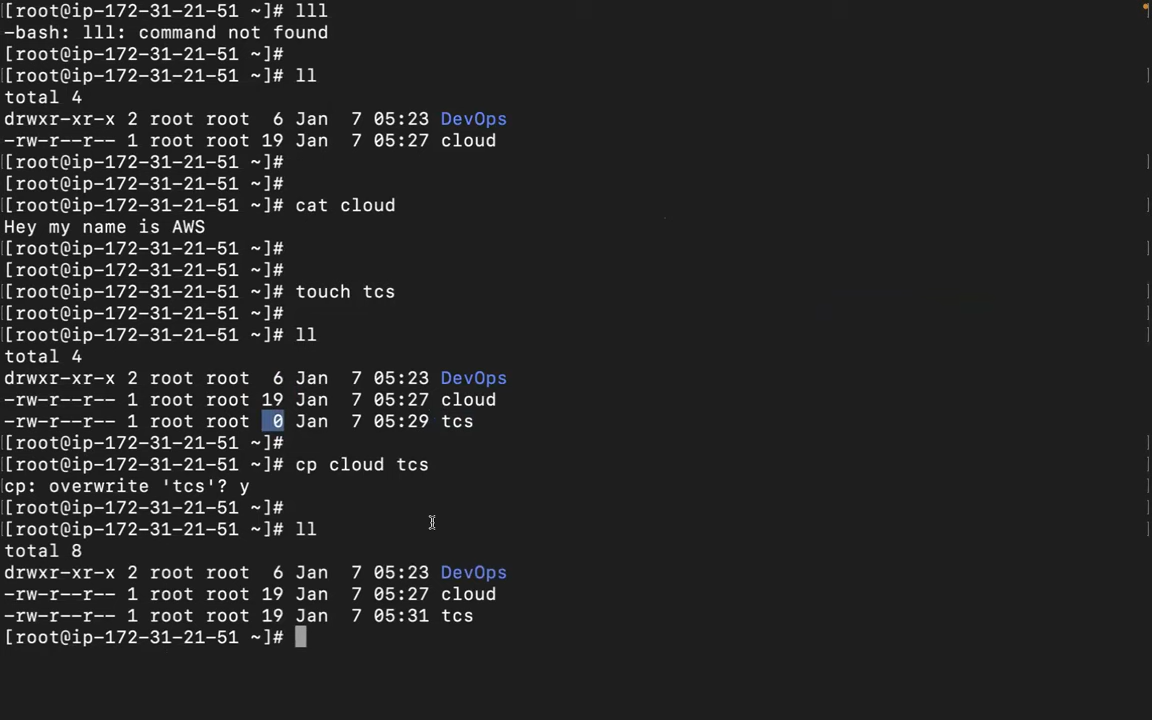 [root@ip-172-31-21-51 ~]# lll
-bash: lll: command not found
[root@ip-172-31-21-51 ~]#
[root@ip-172-31-21-51 ~]# ll
total 4
drwxr-xr-x 2 root root  6 Jan  7 05:23 DevOps
-rw-r--r-- 1 root root 19 Jan  7 05:27 cloud
[root@ip-172-31-21-51 ~]#
[root@ip-172-31-21-51 ~]#
[root@ip-172-31-21-51 ~]# cat cloud
Hey my name is AWS
[root@ip-172-31-21-51 ~]#
[root@ip-172-31-21-51 ~]#
[root@ip-172-31-21-51 ~]# touch tcs
[root@ip-172-31-21-51 ~]#
[root@ip-172-31-21-51 ~]# ll
total 4
drwxr-xr-x 2 root root  6 Jan  7 05:23 DevOps
-rw-r--r-- 1 root root 19 Jan  7 05:27 cloud
-rw-r--r-- 1 root root  0 Jan  7 05:29 tcs
[root@ip-172-31-21-51 ~]#
[root@ip-172-31-21-51 ~]# cp cloud tcs
cp: overwrite 'tcs'? y
[root@ip-172-31-21-51 ~]#
[root@ip-172-31-21-51 ~]# ll
total 8
drwxr-xr-x 2 root root  6 Jan  7 05:23 DevOps
-rw-r--r-- 1 root root 19 Jan  7 05:27 cloud
-rw-r--r-- 1 root root 19 Jan  7 05:31 tcs
[root@ip-172-31-21-51 ~]#